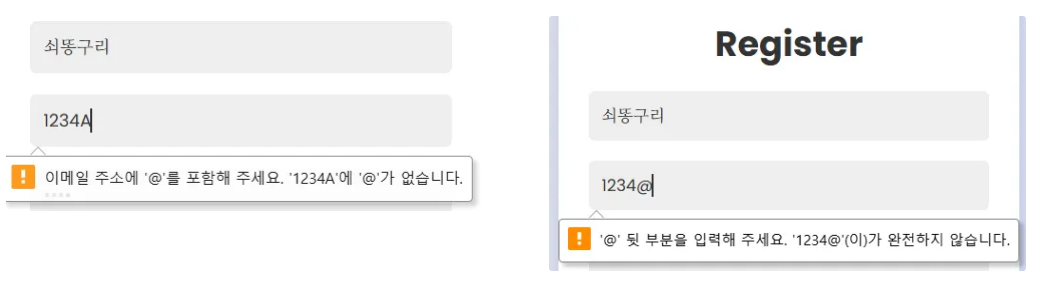 쇠똥구리
1234A
이메일 주소에 '@'를 포함해 주세요. '1234A'에 '@'가 없습니다.
Register
쇠똥구리
1234@
'@' 뒷 부분을 입력해 주세요. '1234@'(이)가 완전하지 않습니다.